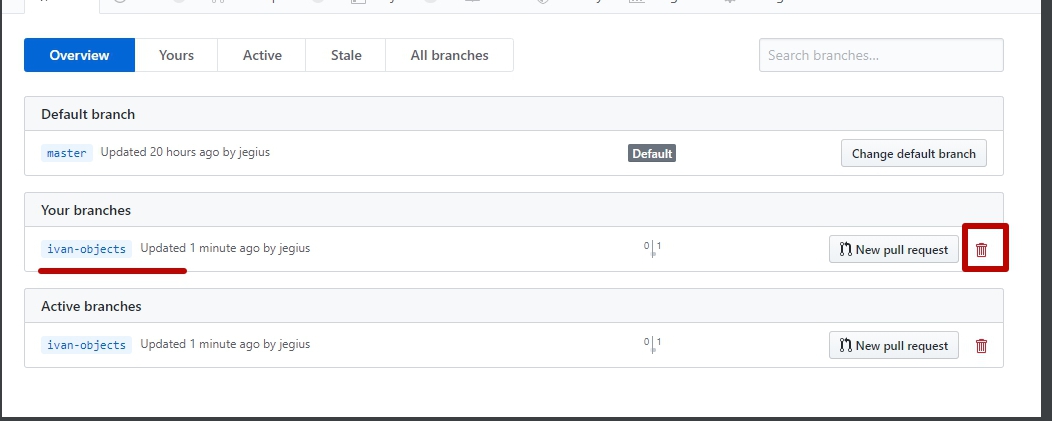 Overview Yours Active Stale All branches Search branches...
Default branch
master Updated 20 hours ago by jegius Default Change default branch
Your branches
ivan-objects Updated 1 minute ago by jegius 0 1 New pull request
Active branches
ivan-objects Updated 1 minute ago by jegius 0 1 New pull request